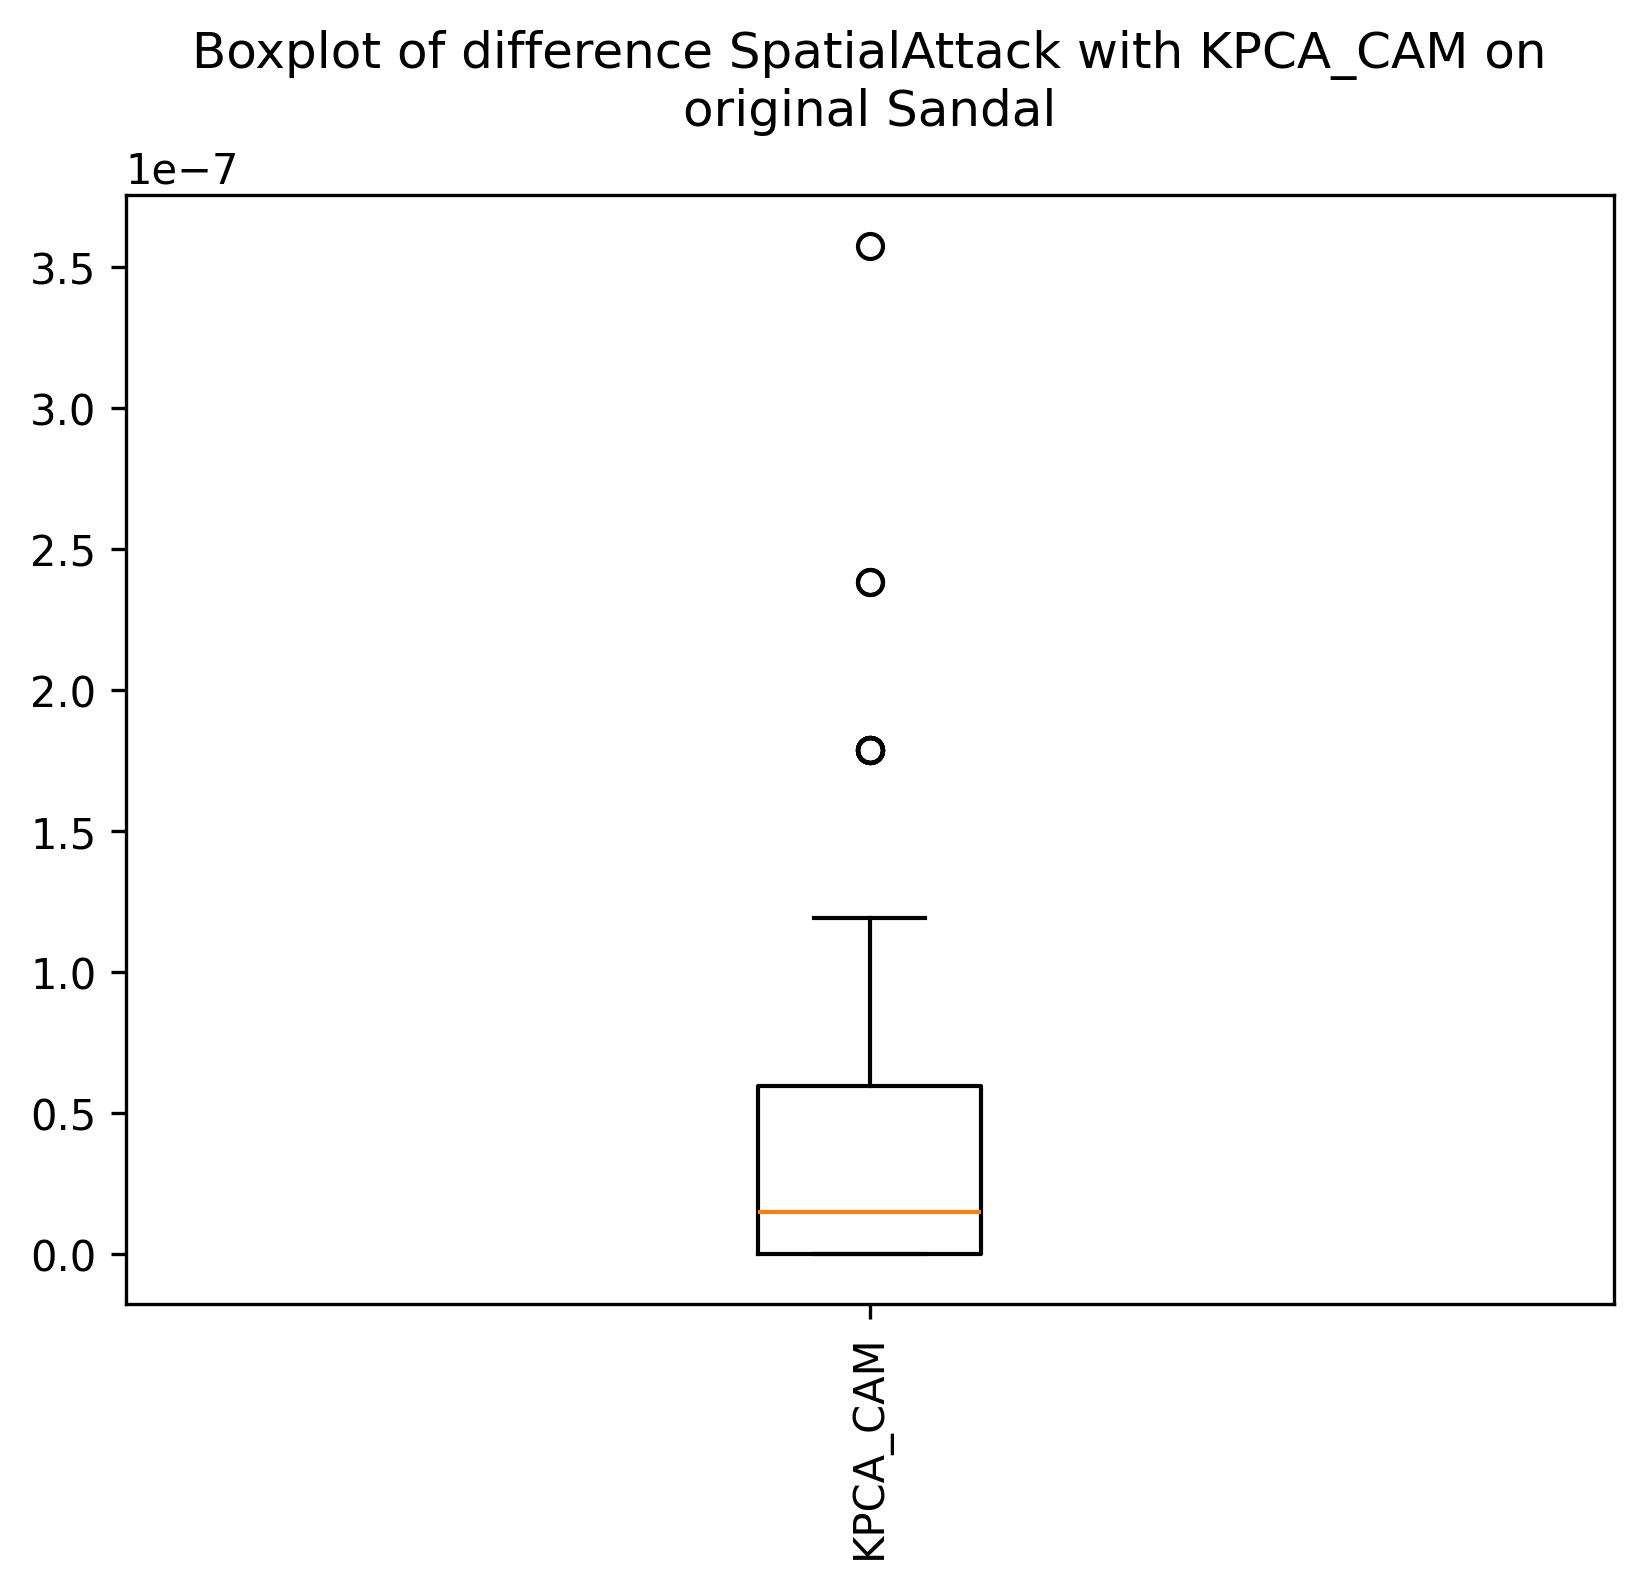 Boxplot of difference SpatialAttack with KPCA_CAM on
original Sandal
1e−7
3.5
3.0
2.5
2.0
1.5
1.0
0.5
0.0
KPCA_CAM